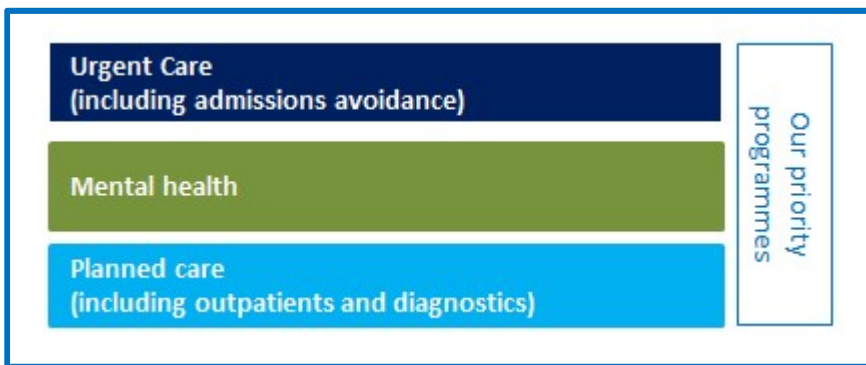 Urgent Care
(including admissions avoidance)
Mental health
Planned care
(including outpatients and diagnostics)
Our priority
programmes